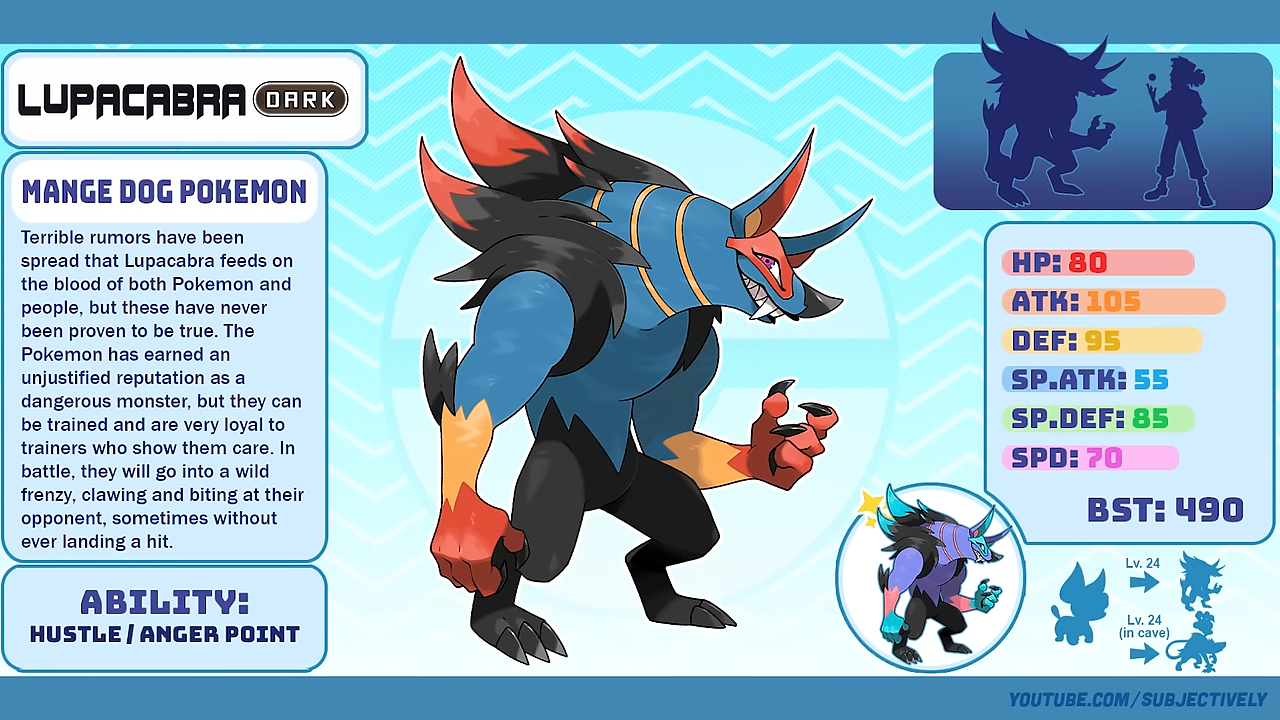 LUPACABRA DARK
MANGE DOG POKEMON
Terrible rumors have been
spread that Lupacabra feeds on
the blood of both Pokemon and
people, but these have never
been proven to be true. The
Pokemon has earned an
unjustified reputation as a
dangerous monster, but they can
be trained and are very loyal to
trainers who show them care. In
battle, they will go into a wild
frenzy, clawing and biting at their
opponent, sometimes without
ever landing a hit.
ABILITY:
HUSTLE / ANGER POINT
HP: 80
ATK: 105
DEF: 95
SP.ATK: 55
SP.DEF: 85
SPD: 70
BST: 490
Lv. 24
Lv. 24
(in cave)
YOUTUBE.COM/SUBJECTIVELY